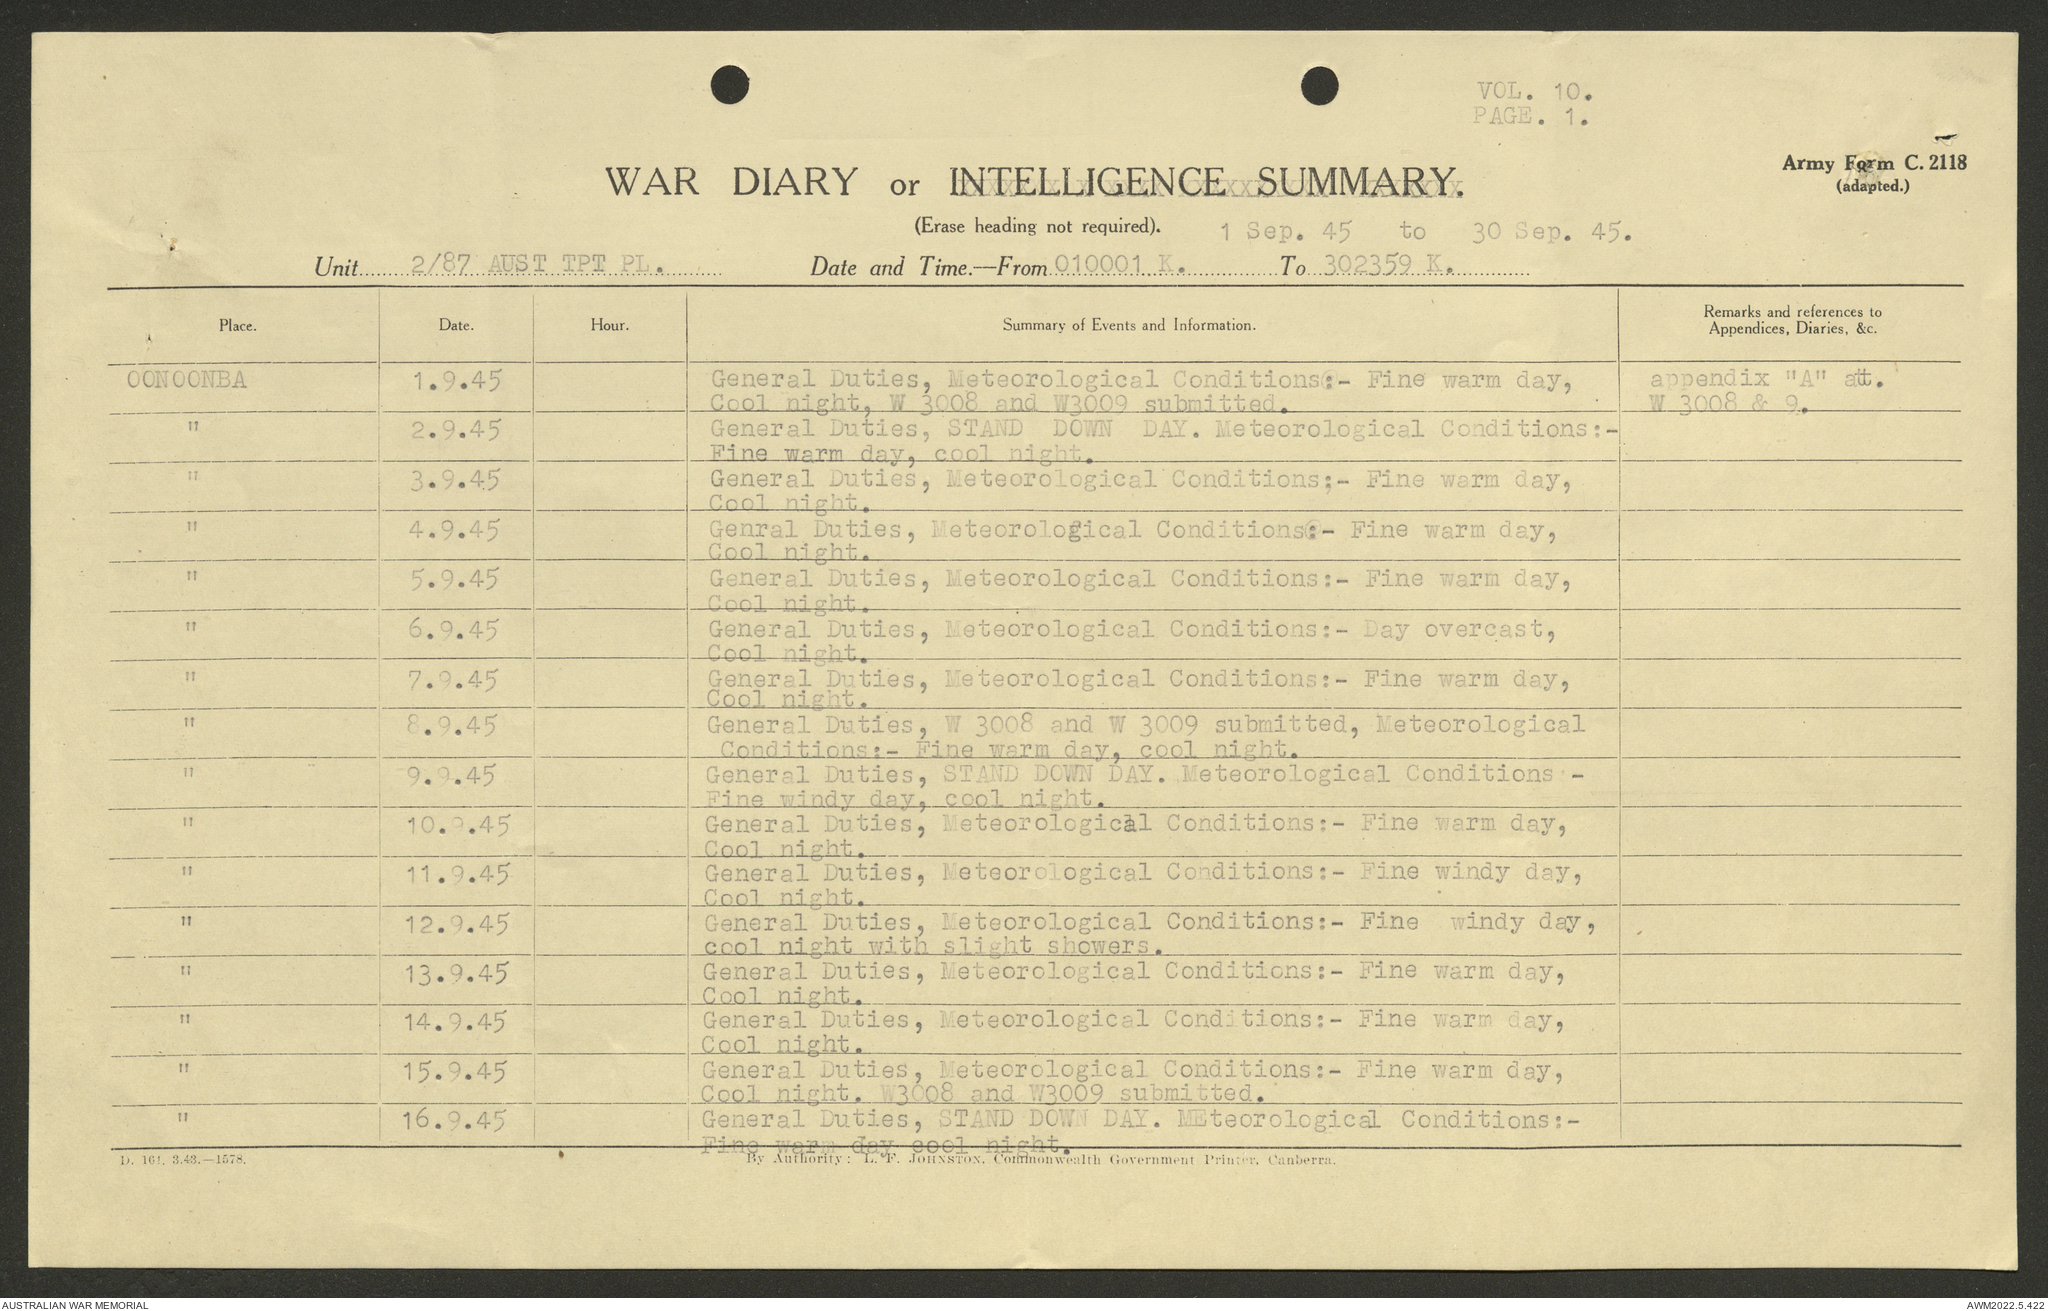 VOL. 10.
PAGE. 1.
Army Form C. 2118
(adapted.)
WAR DIARY or INTELLIGENCE SUMMARY.
(Erase heading not required). 1 Sep. 45 to 30 Sep. 45.
Unit 2/87 AUST TPT PL. Date and Time.—From 010001 K. To 302359 K.
Place. Date. Hour. Summary of Events and Information. Remarks and references to
Appendices, Diaries, &c.
OONOONBA 1.9.45 General Duties, Meteorological Conditions:- Fine warm day, appendix "A" att.
Cool night, W 3008 and W3009 submitted. W 3008 & 9.
" 2.9.45 General Duties, STAND DOWN DAY. Meteorological Conditions:-
Fine warm day, cool night.
" 3.9.45 General Duties, Meteorological Conditions:- Fine warm day,
Cool night.
" 4.9.45 Genral Duties, Meteorological Conditions:- Fine warm day,
Cool night.
" 5.9.45 General Duties, Meteorological Conditions:- Fine warm day,
Cool night.
" 6.9.45 General Duties, Meteorological Conditions:- Day overcast,
Cool night.
" 7.9.45 General Duties, Meteorological Conditions:- Fine warm day,
Cool night.
" 8.9.45 General Duties, W 3008 and W 3009 submitted, Meteorological
Conditions:- Fine warm day, cool night.
" 9.9.45 General Duties, STAND DOWN DAY. Meteorological Conditions:-
Fine windy day, cool night.
" 10.9.45 General Duties, Meteorological Conditions:- Fine warm day,
Cool night.
" 11.9.45 General Duties, Meteorological Conditions:- Fine windy day,
Cool night.
" 12.9.45 General Duties, Meteorological Conditions:- Fine windy day,
cool night with slight showers.
" 13.9.45 General Duties, Meteorological Conditions:- Fine warm day,
Cool night.
" 14.9.45 General Duties, Meteorological Conditions:- Fine warm day,
Cool night.
" 15.9.45 General Duties, Meteorological Conditions:- Fine warm day,
Cool night. W3008 and W3009 submitted.
" 16.9.45 General Duties, STAND DOWN DAY. MEteorological Conditions:-
Fine warm day cool night.
D. 161. 3.43.—1578. By Authority: L. F. JOHNSTON, Commonwealth Government Printer, Canberra.
AUSTRALIAN WAR MEMORIAL AWM2022.5.422